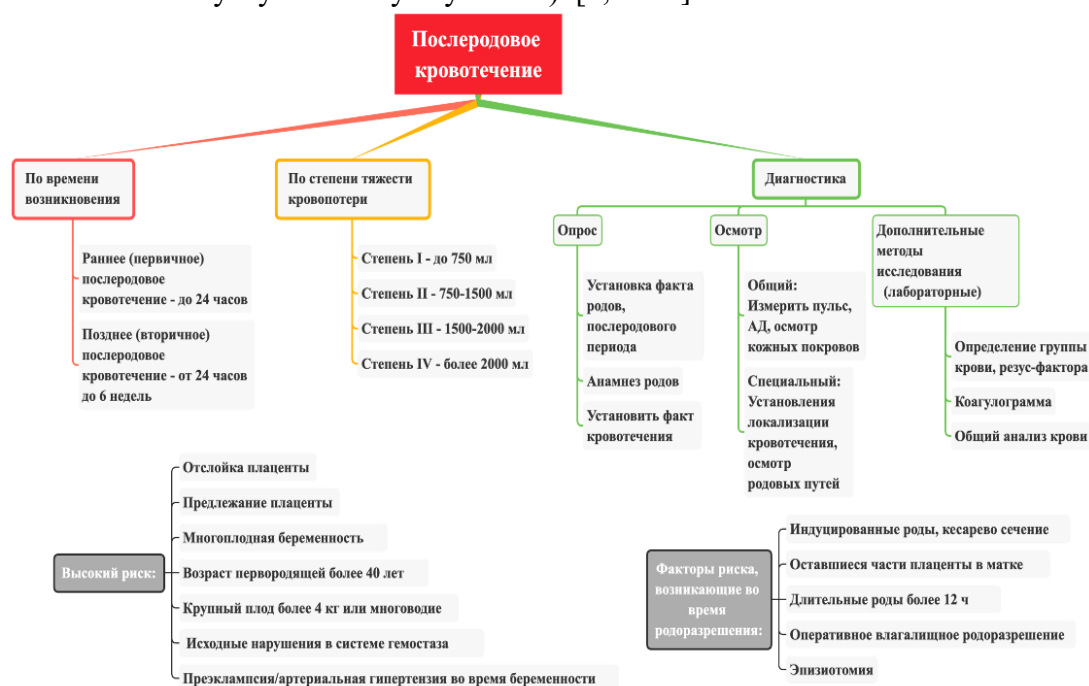 Послеродовое
кровотечение
По времени
возникновения
Раннее (первичное)
послеродовое
кровотечение - до 24 часов
Позднее (вторичное)
послеродовое
кровотечение - от 24 часов
до 6 недель
По степени тяжести
кровопотери
Степень I - до 750 мл
Степень II - 750-1500 мл
Степень III - 1500-2000 мл
Степень IV - более 2000 мл
Диагностика
Опрос
Установка факта
родов,
послеродового
периода
Анамнез родов
Установить факт
кровотечения
Осмотр
Общий:
Измерить пульс,
АД, осмотр
кожных покровов
Специальный:
Установления
локализации
кровотечения,
осмотр
родовых путей
Дополнительные
методы
исследования
(лабораторные)
Определение группы
крови, резус-фактора
Коагулограмма
Общий анализ крови
Высокий риск:
Отслойка плаценты
Предлежание плаценты
Многоплодная беременность
Возраст первородящей более 40 лет
Крупный плод более 4 кг или многоводие
Исходные нарушения в системе гемостаза
Преэклампсия/артериальная гипертензия во время беременности
Факторы риска,
возникающие во
время
родоразрешения:
Индуцированные роды, кесарево сечение
Оставшиеся части плаценты в матке
Длительные роды более 12 ч
Оперативное влагалищное родоразрешение
Эпизиотомия